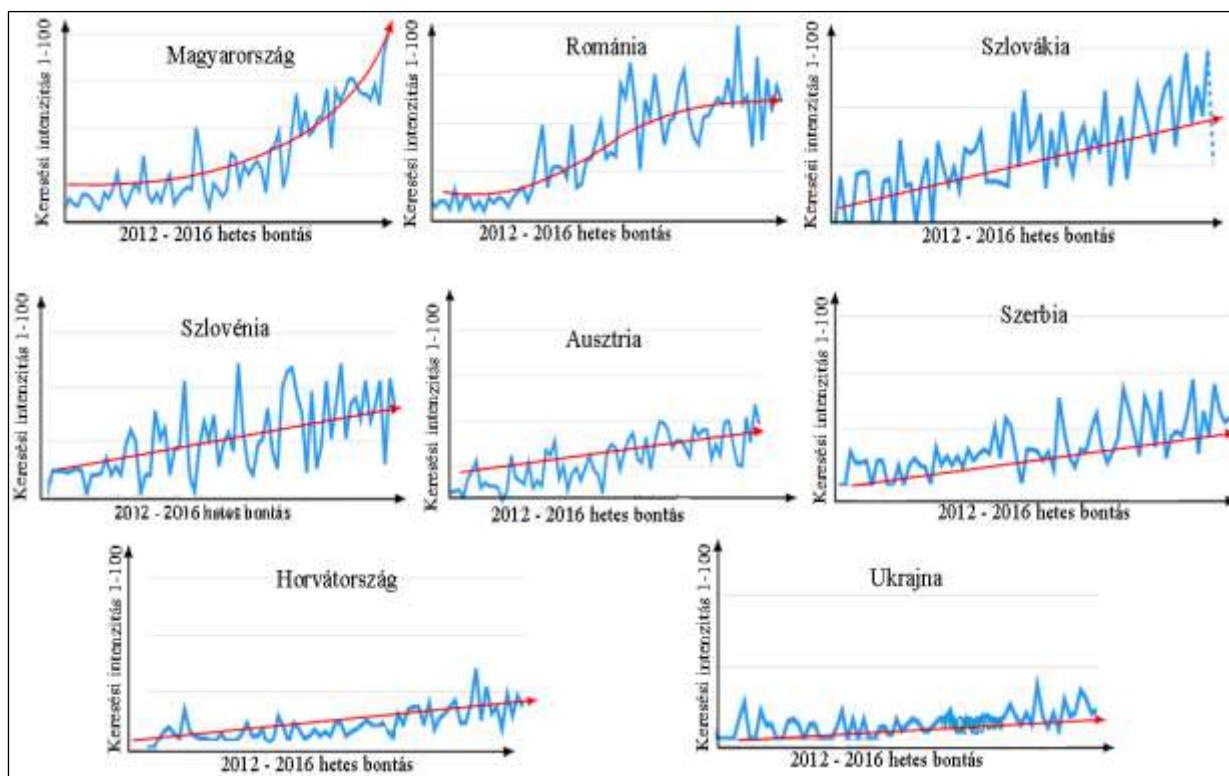 Magyarország
Keresési intenzitás 1-100
2012 - 2016 hetes bontás
Románia
Keresési intenzitás 1-100
2012 - 2016 hetes bontás
Szlovákia
Keresési intenzitás 1-100
2012 - 2016 hetes bontás
Szlovénia
Keresési intenzitás 1-100
2012 - 2016 hetes bontás
Ausztria
Keresési intenzitás 1-100
2012 - 2016 hetes bontás
Szerbia
Keresési intenzitás 1-100
2012 - 2016 hetes bontás
Horvátország
Keresési intenzitás 1-100
2012 - 2016 hetes bontás
Ukrajna
Keresési intenzitás 1-100
2012 - 2016 hetes bontás